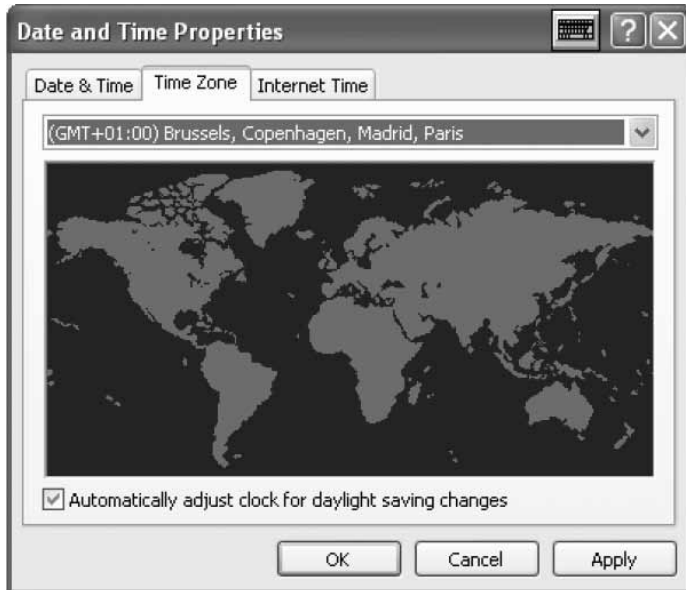 Date and Time Properties
Date & Time Time Zone Internet Time
(GMT+01:00) Brussels, Copenhagen, Madrid, Paris
Automatically adjust clock for daylight saving changes
OK Cancel Apply